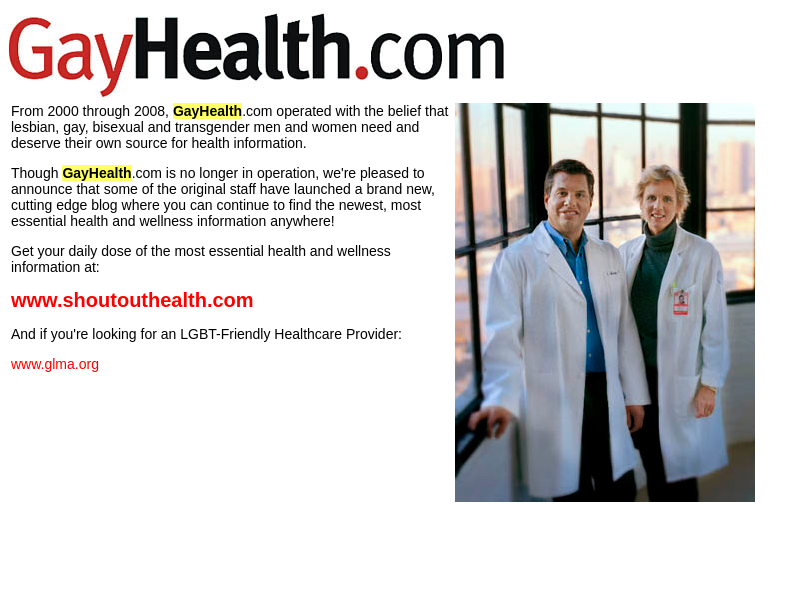 GayHealth.com
From 2000 through 2008, GayHealth.com operated with the belief that
lesbian, gay, bisexual and transgender men and women need and
deserve their own source for health information.
Though GayHealth.com is no longer in operation, we're pleased to
announce that some of the original staff have launched a brand new,
cutting edge blog where you can continue to find the newest, most
essential health and wellness information anywhere!
Get your daily dose of the most essential health and wellness
information at:
www.shoutouthealth.com
And if you're looking for an LGBT-Friendly Healthcare Provider:
www.glma.org